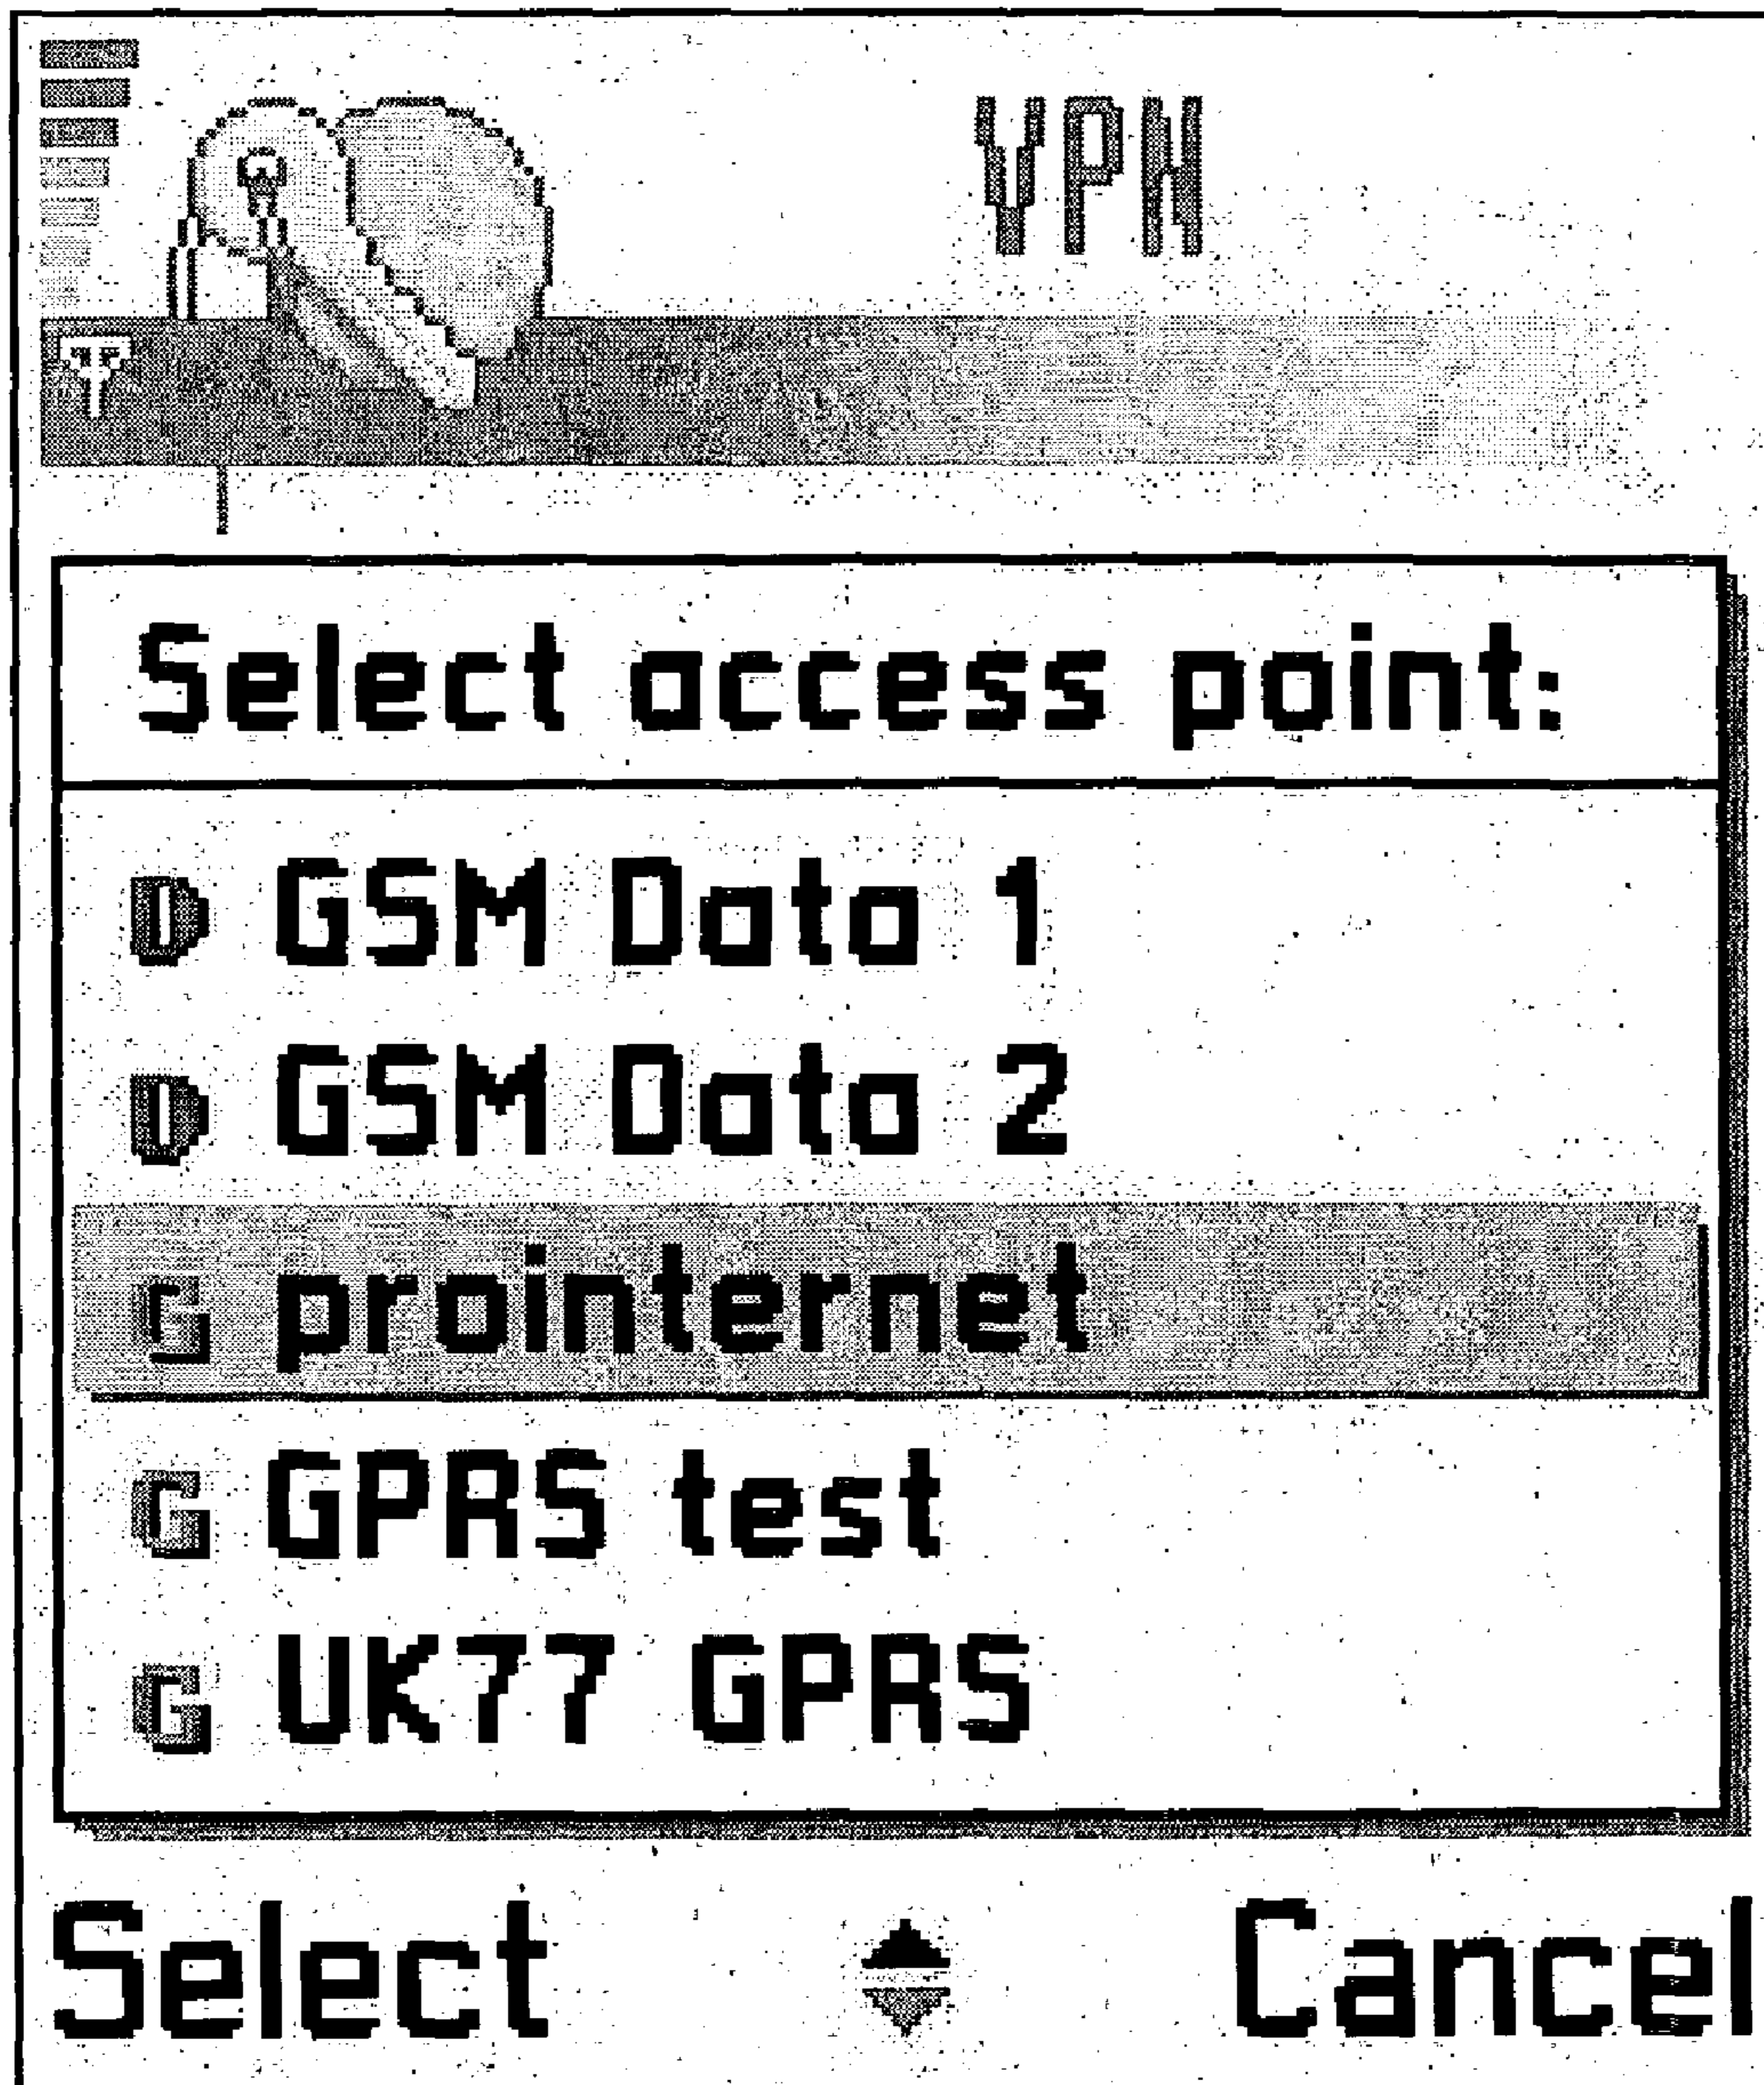 VPN
Select access point:
D GSM Data 1
D GSM Data 2
G prointernet
G GPRS test
G UK77 GPRS
Select Cancel